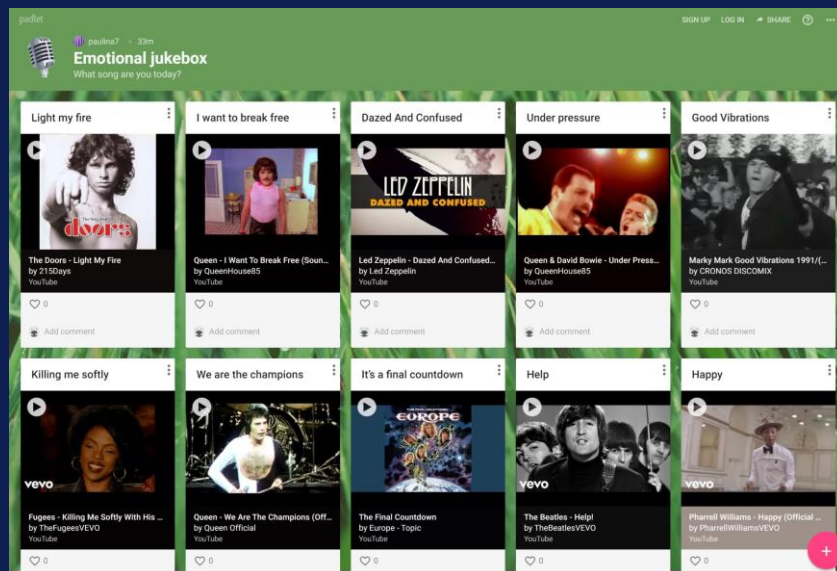 padlet
SIGN UP LOG IN SHARE
paulina7 • 33m
Emotional jukebox
What song are you today?
Light my fire
The Very Best of
doors
The Doors - Light My Fire
by 215Days
YouTube
0
Add comment
I want to break free
Queen - I Want To Break Free (Soun...
by QueenHouse85
YouTube
0
Add comment
Dazed And Confused
LED ZEPPELIN
DAZED AND CONFUSED
Led Zeppelin - Dazed And Confused...
by Led Zeppelin
YouTube
0
Add comment
Under pressure
Queen & David Bowie - Under Press...
by QueenHouse85
YouTube
0
Add comment
Good Vibrations
Marky Mark Good Vibrations 1991/(...
by CRONOS DISCOMIX
YouTube
0
Add comment
Killing me softly
vevo
Fugees - Killing Me Softly With His ...
by TheFugeesVEVO
YouTube
0
We are the champions
Queen - We Are The Champions (Off...
by Queen Official
YouTube
0
It's a final countdown
EUROPE
The Final Countdown
by Europe - Topic
YouTube
0
Help
vevo
The Beatles - Help!
by TheBeatlesVEVO
YouTube
0
Happy
vevo
Pharrell Williams - Happy (Official ...
by PharrellWilliamsVEVO
YouTube
0